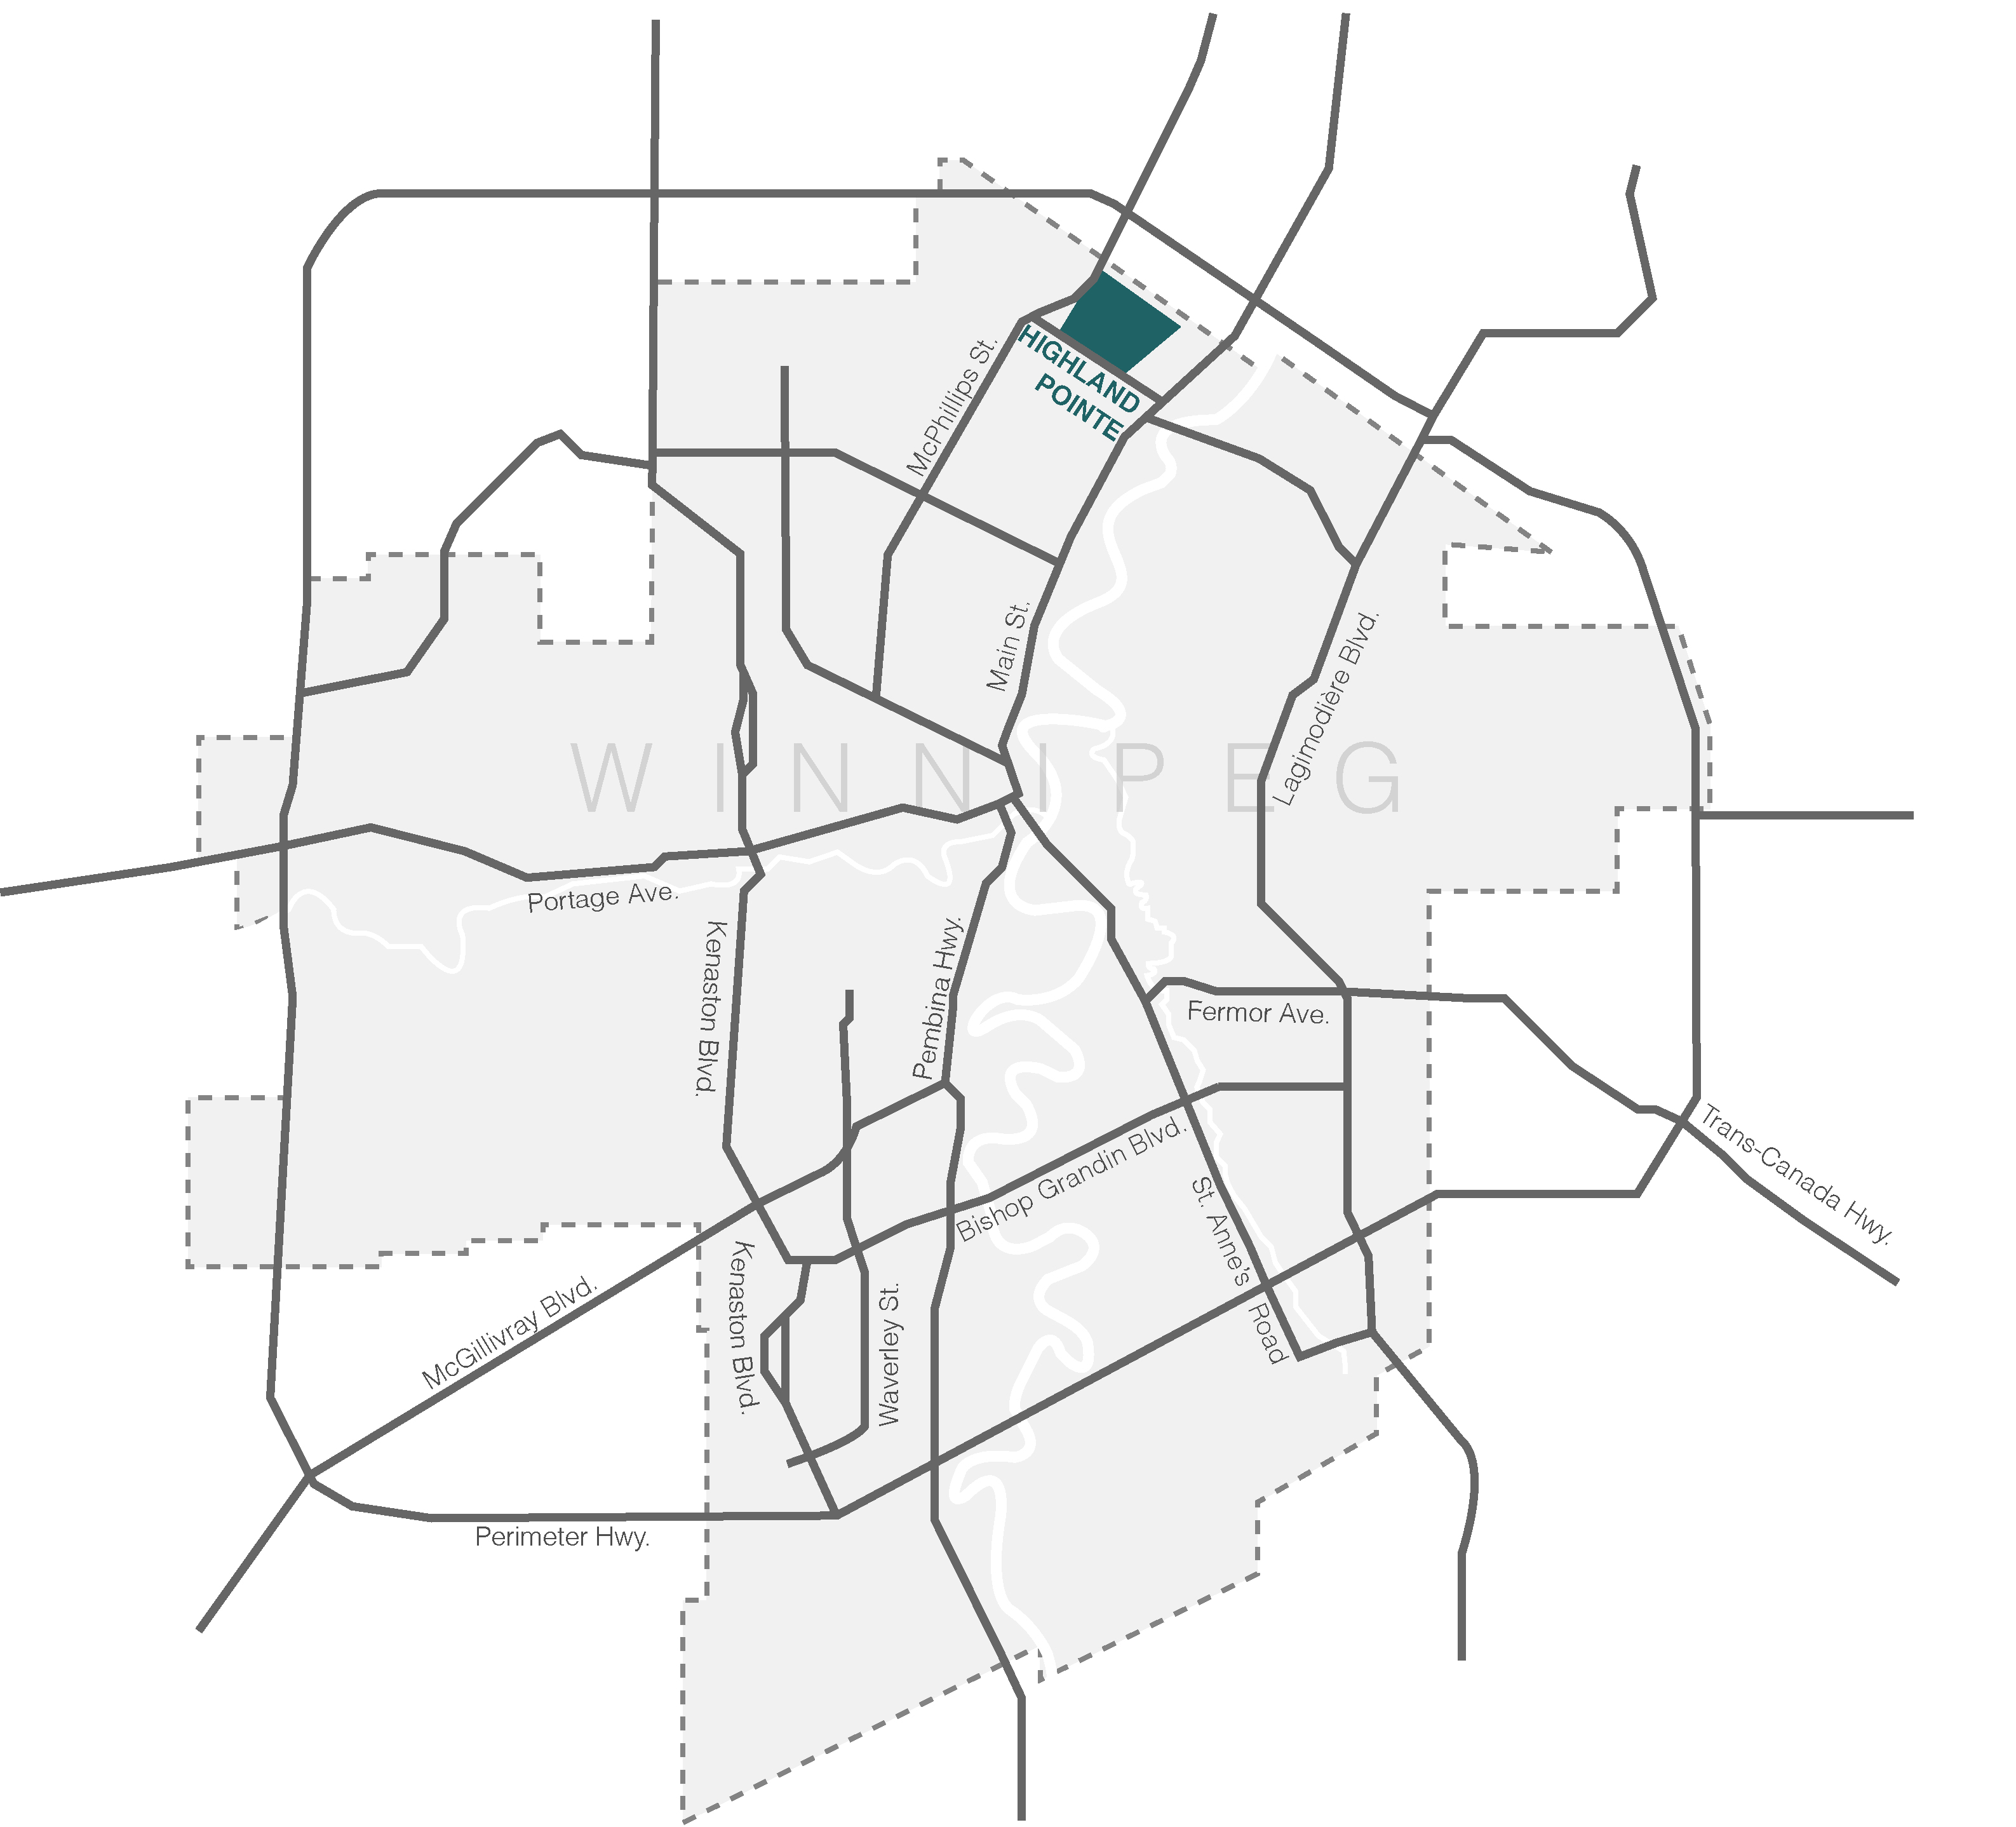 HIGHLAND
POINTE
McPhillips St.
Main St.
Lagimodière Blvd.
WINNIPEG
Portage Ave.
Kenaston Blvd.
Pembina Hwy.
Fermor Ave.
Bishop Grandin Blvd.
Trans-Canada Hwy.
St. Anne's
Road
Kenaston Blvd.
Waverley St.
McGillivray Blvd.
Perimeter Hwy.